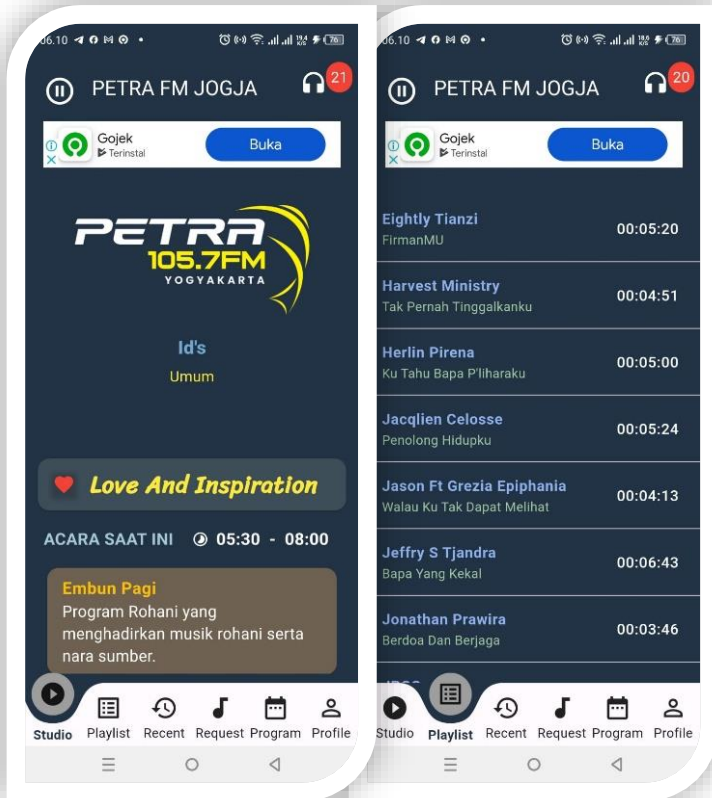 06.10
76
PETRA FM JOGJA
21
Gojek
Terinstal
Buka
PETRA
105.7FM
YOGYAKARTA
Id's
Umum
Love And Inspiration
ACARA SAAT INI 05:30 - 08:00
Embun Pagi
Program Rohani yang
menghadirkan musik rohani serta
nara sumber.
Studio Playlist Recent Request Program Profile
06.10
76
PETRA FM JOGJA
20
Gojek
Terinstal
Buka
Eightly Tianzi
FirmanMU
00:05:20
Harvest Ministry
Tak Pernah Tinggalkanku
00:04:51
Herlin Pirena
Ku Tahu Bapa P'liharaku
00:05:00
Jacqlien Celosse
Penolong Hidupku
00:05:24
Jason Ft Grezia Epiphania
Walau Ku Tak Dapat Melihat
00:04:13
Jeffry S Tjandra
Bapa Yang Kekal
00:06:43
Jonathan Prawira
Berdoa Dan Berjaga
00:03:46
Studio Playlist Recent Request Program Profile